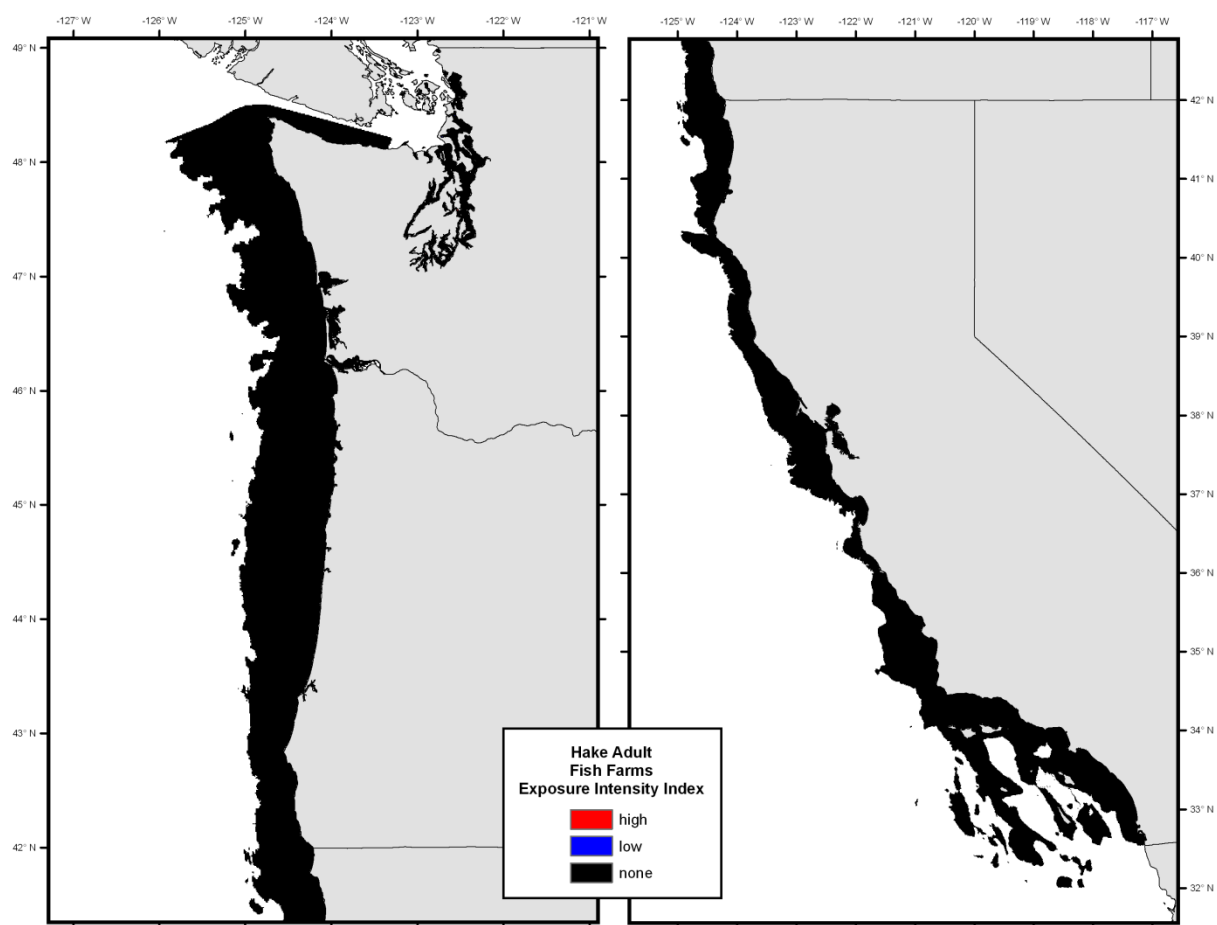 -127°W -126°W -125°W -124°W -123°W -122°W -121°W
49° N
48° N
47° N
46° N
45° N
44° N
43° N
42° N
-125°W -124°W -123°W -122°W -121°W -120°W -119°W -118°W -117°W
42° N
41° N
40° N
39° N
38° N
37° N
36° N
35° N
34° N
33° N
32° N
Hake Adult
Fish Farms
Exposure Intensity Index
high
low
none